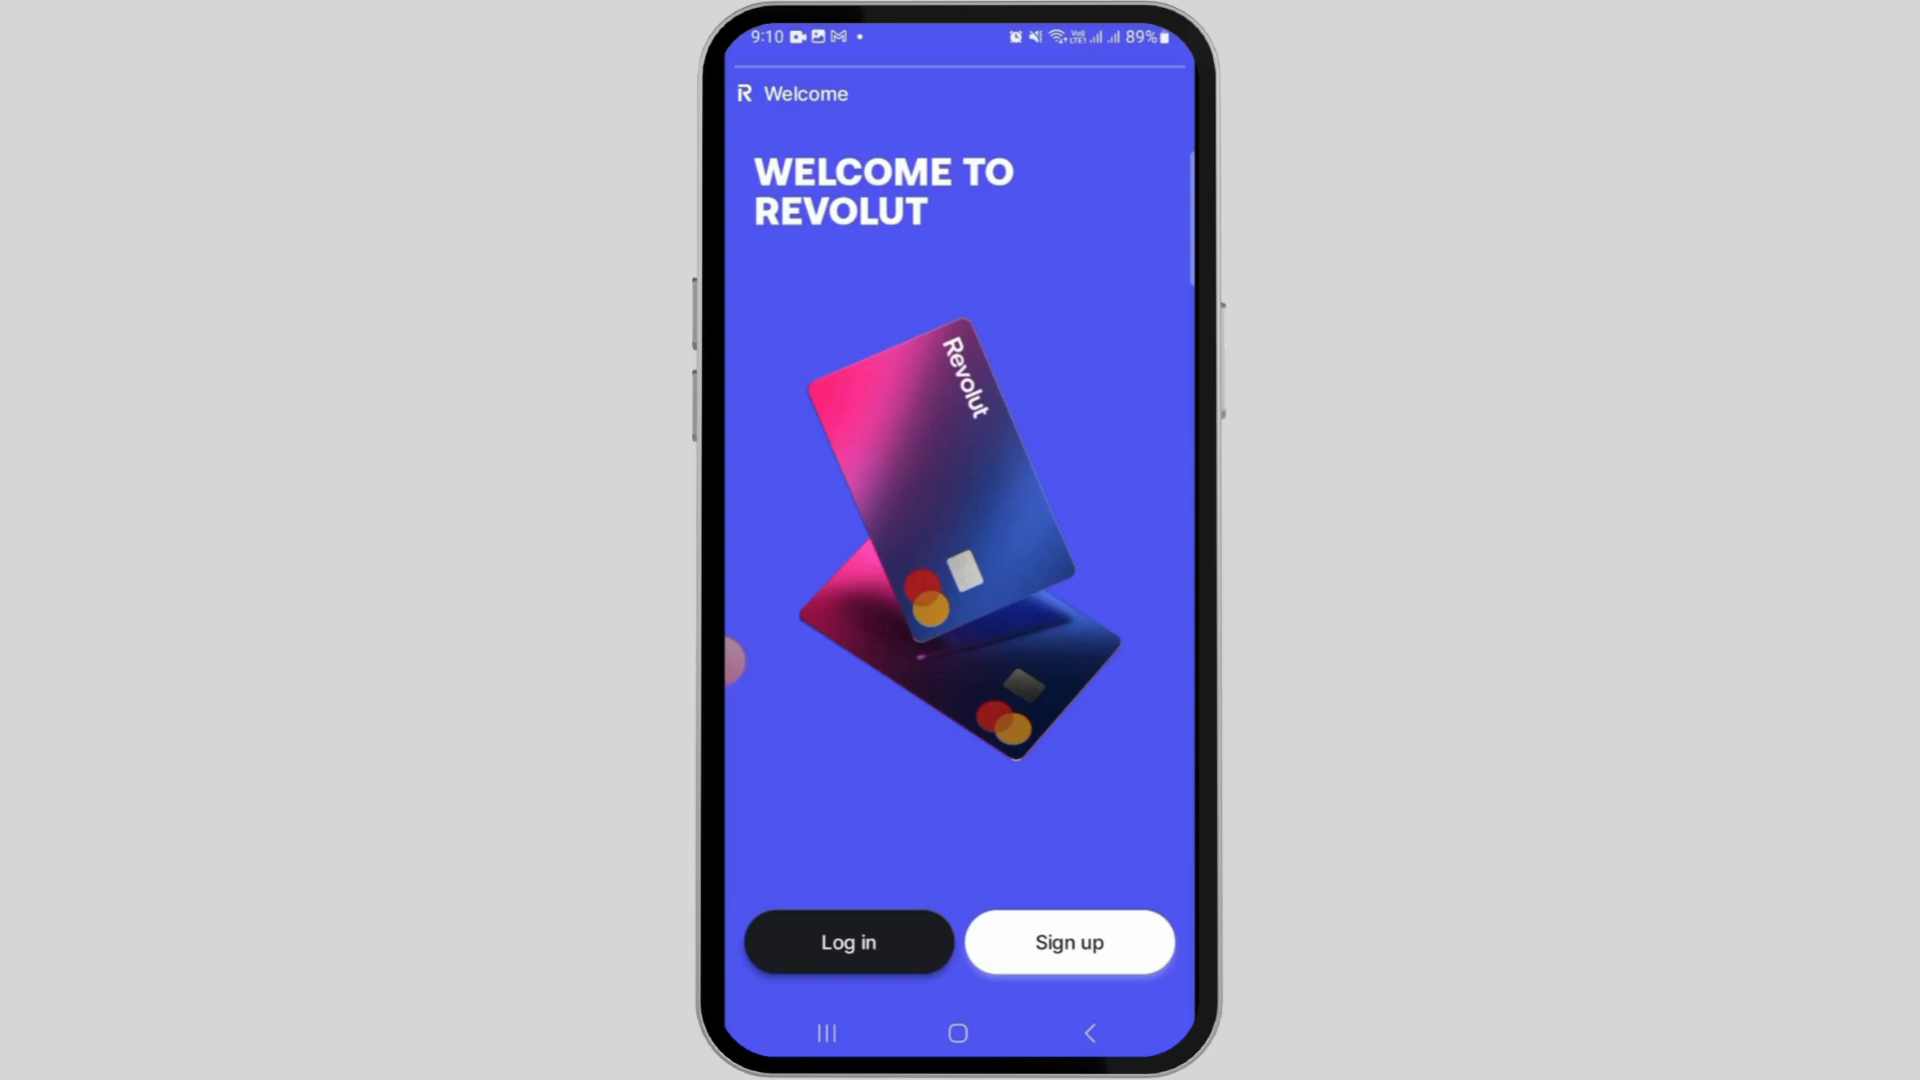 9:10
89%
R Welcome
WELCOME TO
REVOLUT
Revolut
Log in
Sign up